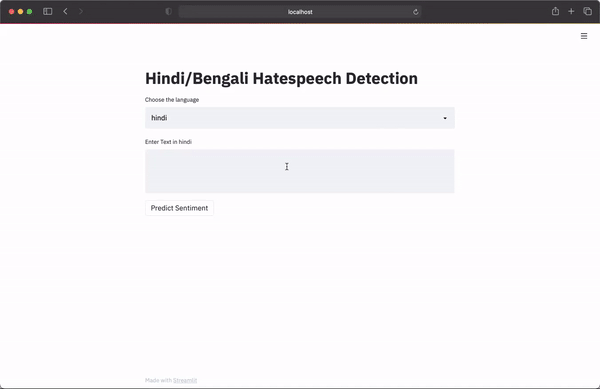 localhost
Hindi/Bengali Hatespeech Detection
Choose the language
hindi
Enter Text in hindi
Predict Sentiment
Made with Streamlit